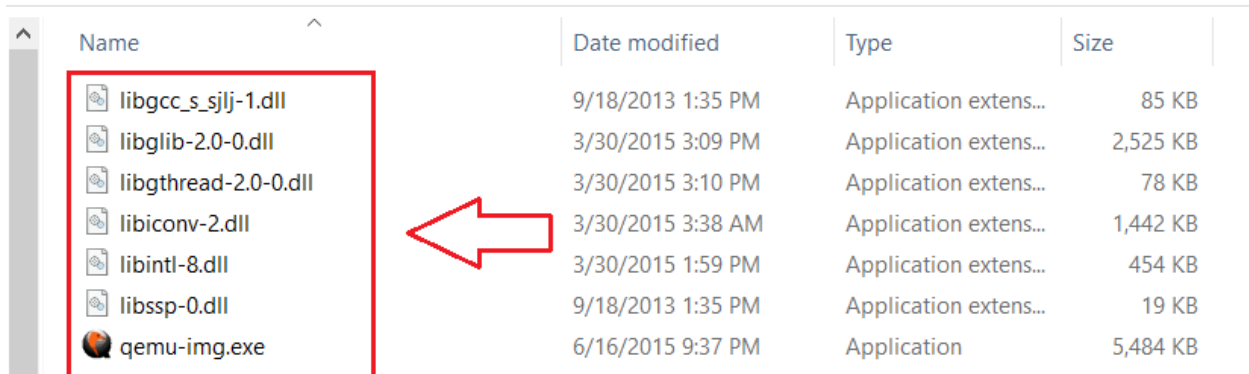 Name Date modified Type Size
libgcc_s_sjlj-1.dll 9/18/2013 1:35 PM Application extens... 85 KB
libglib-2.0-0.dll 3/30/2015 3:09 PM Application extens... 2,525 KB
libgthread-2.0-0.dll 3/30/2015 3:10 PM Application extens... 78 KB
libiconv-2.dll 3/30/2015 3:38 AM Application extens... 1,442 KB
libintl-8.dll 3/30/2015 1:59 PM Application extens... 454 KB
libssp-0.dll 9/18/2013 1:35 PM Application extens... 19 KB
qemu-img.exe 6/16/2015 9:37 PM Application 5,484 KB